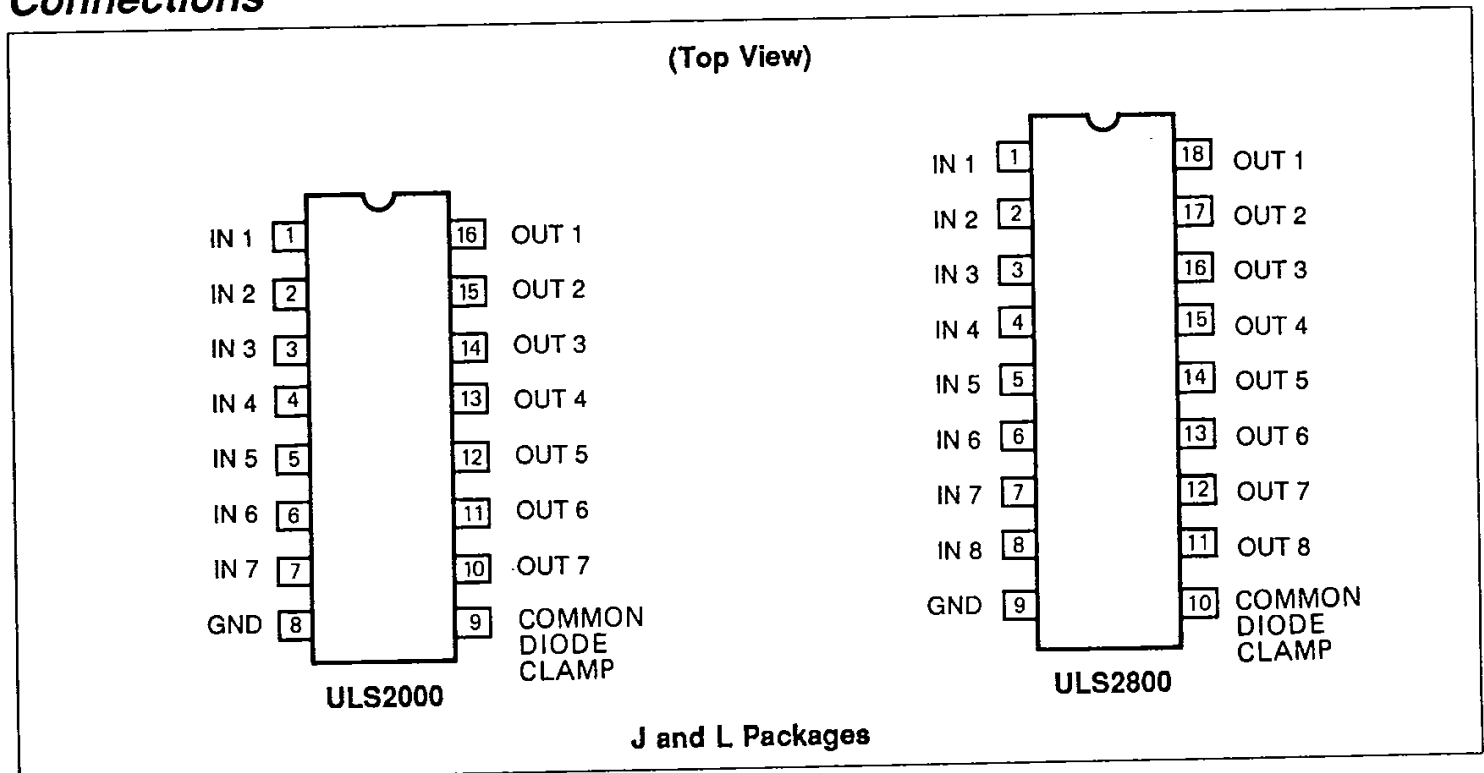 Connections
(Top View)
IN 1 1 16 OUT 1
IN 2 2 15 OUT 2
IN 3 3 14 OUT 3
IN 4 4 13 OUT 4
IN 5 5 12 OUT 5
IN 6 6 11 OUT 6
IN 7 7 10 OUT 7
GND 8 9 COMMON
DIODE
CLAMP
ULS2000
IN 1 1 18 OUT 1
IN 2 2 17 OUT 2
IN 3 3 16 OUT 3
IN 4 4 15 OUT 4
IN 5 5 14 OUT 5
IN 6 6 13 OUT 6
IN 7 7 12 OUT 7
IN 8 8 11 OUT 8
GND 9 10 COMMON
DIODE
CLAMP
ULS2800
J and L Packages